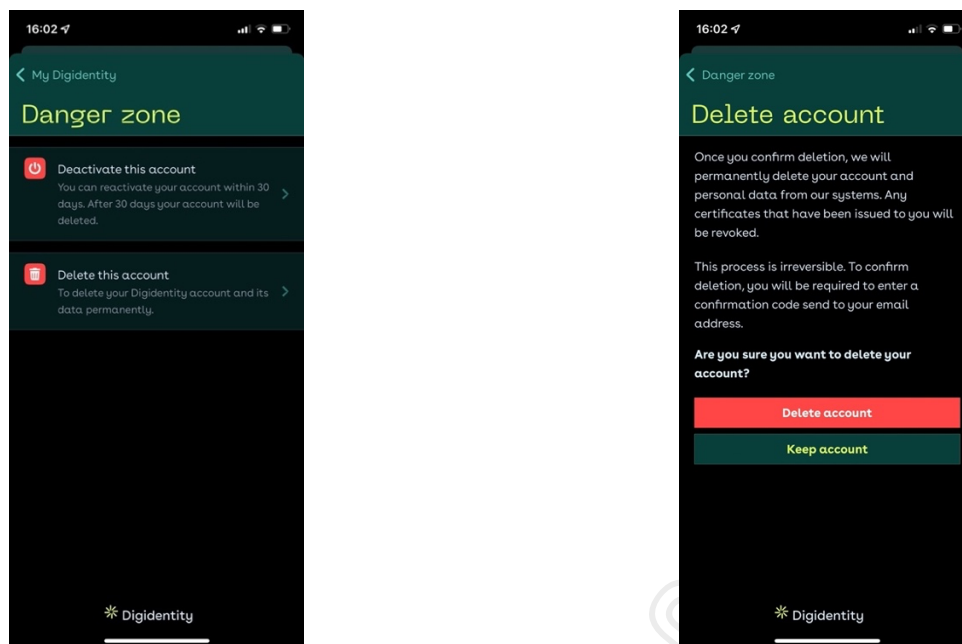 16:02
My Digidentity
Danger zone
Deactivate this account
You can reactivate your account within 30
days. After 30 days your account will be
deleted.
Delete this account
To delete your Digidentity account and its
data permanently.
Digidentity
16:02
Danger zone
Delete account
Once you confirm deletion, we will
permanently delete your account and
personal data from our systems. Any
certificates that have been issued to you will
be revoked.
This process is irreversible. To confirm
deletion, you will be required to enter a
confirmation code send to your email
address.
Are you sure you want to delete your
account?
Delete account
Keep account
Digidentity